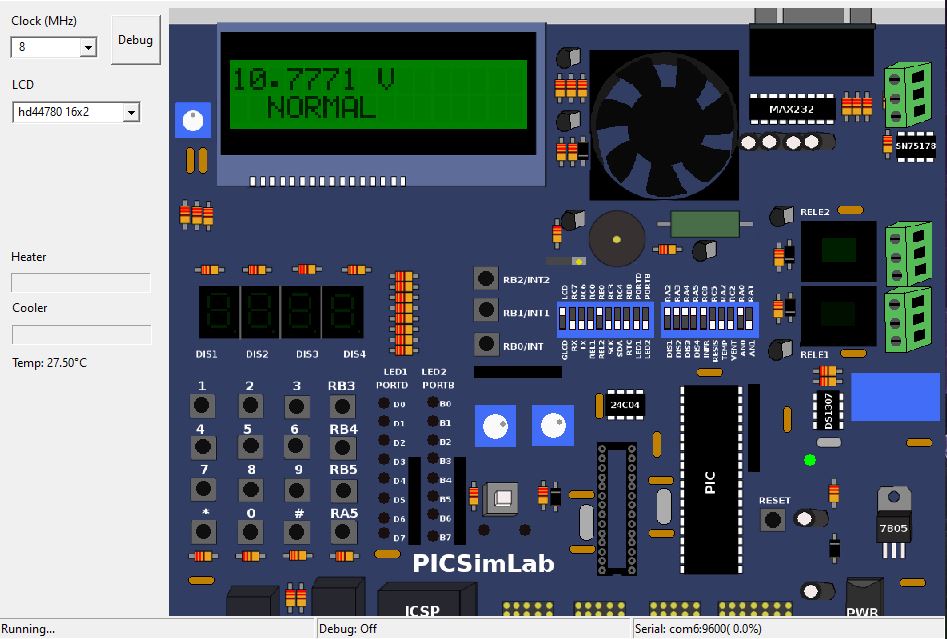 Clock (MHz)
8
Debug
LCD
hd44780 16x2
10.7771 V
NORMAL
MAX232
SN75178
RELE2
Heater
Cooler
Temp: 27.50°C
RB2/INT2
RB1/INT1
RB0/INT
RELE1
DIS1 DIS2 DIS3 DIS4
LED1 LED2
PORTD PORTB
1 2 3 RB3
4 5 6 RB4
7 8 9 RB5
* 0 # RA5
D0 B0
D1 B1
D2 B2
D3 B3
D4 B4
D5 B5
D6 B6
D7 B7
24C04
DS1307
PIC
RESET
7805
PICSimLab
ICSP
PWR
Running...
Debug: Off
Serial: com6:9600( 0.0%)